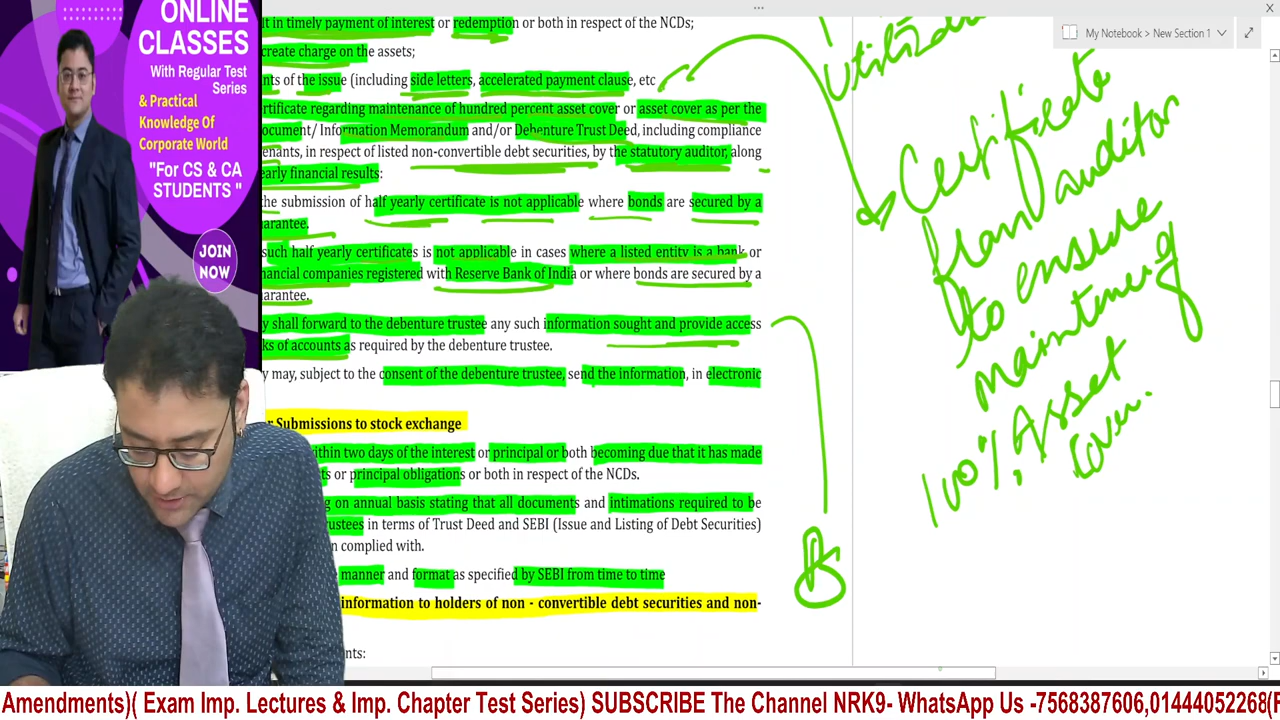 ONLINE
CLASSES
With Regular Test
Series
& Practical
Knowledge Of
Corporate World
"For CS & CA
STUDENTS "
JOIN
NOW
My Notebook > New Section 1
in timely payment of interest or redemption or both in respect of the NCDs;
create charge on the assets;
of the issue (including side letters, accelerated payment clause, etc
regarding maintenance of hundred percent asset cover or asset cover as per the
Information Memorandum and/or Debenture Trust Deed, including compliance
in respect of listed non-convertible debt securities, by the statutory auditor, along
financial results:
the submission of half yearly certificate is not applicable where bonds are secured by a
such half yearly certificates is not applicable in cases where a listed entity is a bank or
companies registered with Reserve Bank of India or where bonds are secured by a
shall forward to the debenture trustee any such information sought and provide access
of accounts as required by the debenture trustee.
may, subject to the consent of the debenture trustee, send the information, in electronic
Submissions to stock exchange
two days of the interest or principal or both becoming due that it has made
or principal obligations or both in respect of the NCDs.
on annual basis stating that all documents and intimations required to be
in terms of Trust Deed and SEBI (Issue and Listing of Debt Securities)
complied with.
manner and format as specified by SEBI from time to time
information to holders of non - convertible debt securities and non-
Certificate
from auditor
to ensure
100% Asset
Cover.
Amendments)( Exam Imp. Lectures & Imp. Chapter Test Series) SUBSCRIBE The Channel NRK9- WhatsApp Us -7568387606,01444052268(